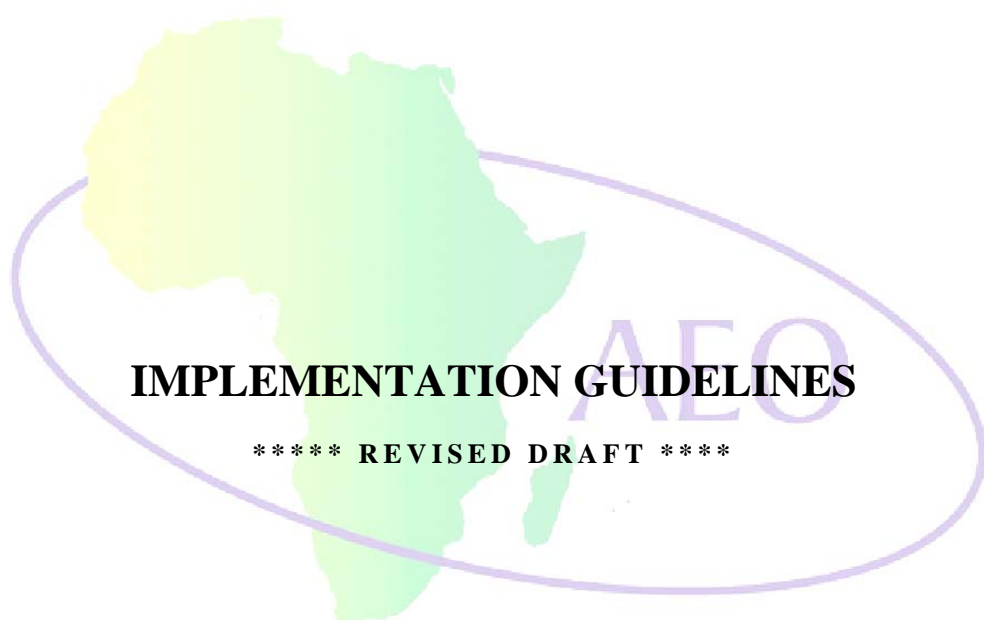 AEO
IMPLEMENTATION GUIDELINES
***** REVISED DRAFT ****